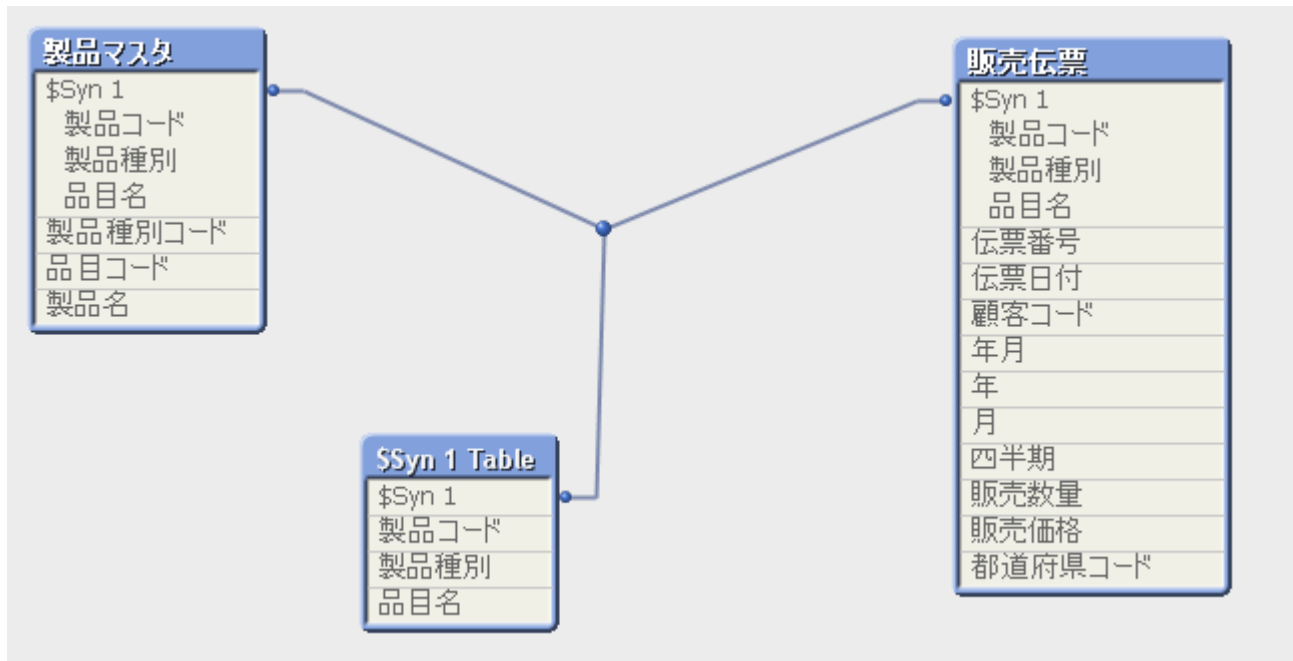 製品マスタ
$Syn 1
製品コード
製品種別
品目名
製品種別コード
品目コード
製品名
$Syn 1 Table
$Syn 1
製品コード
製品種別
品目名
販売伝票
$Syn 1
製品コード
製品種別
品目名
伝票番号
伝票日付
顧客コード
年月
年
月
四半期
販売数量
販売価格
都道府県コード